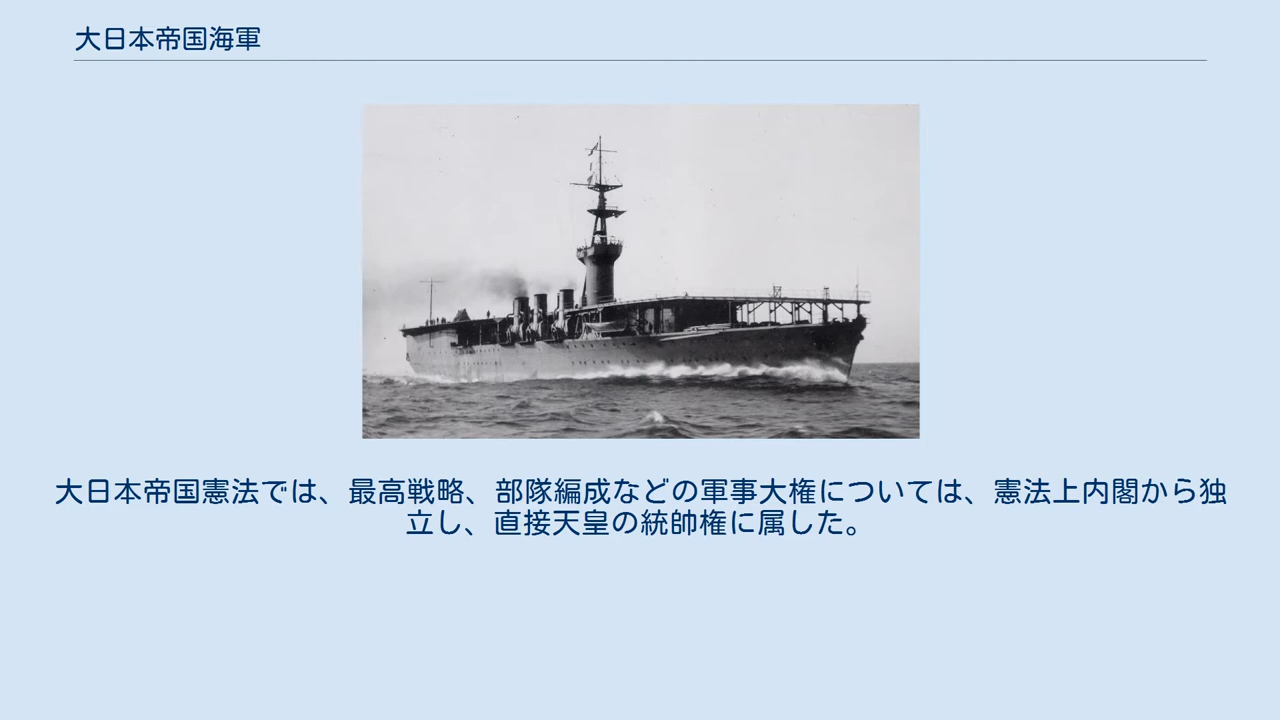 大日本帝国海軍
大日本帝国憲法では、最高戦略、部隊編成などの軍事大権については、憲法上内閣から独
立し、直接天皇の統帥権に属した。